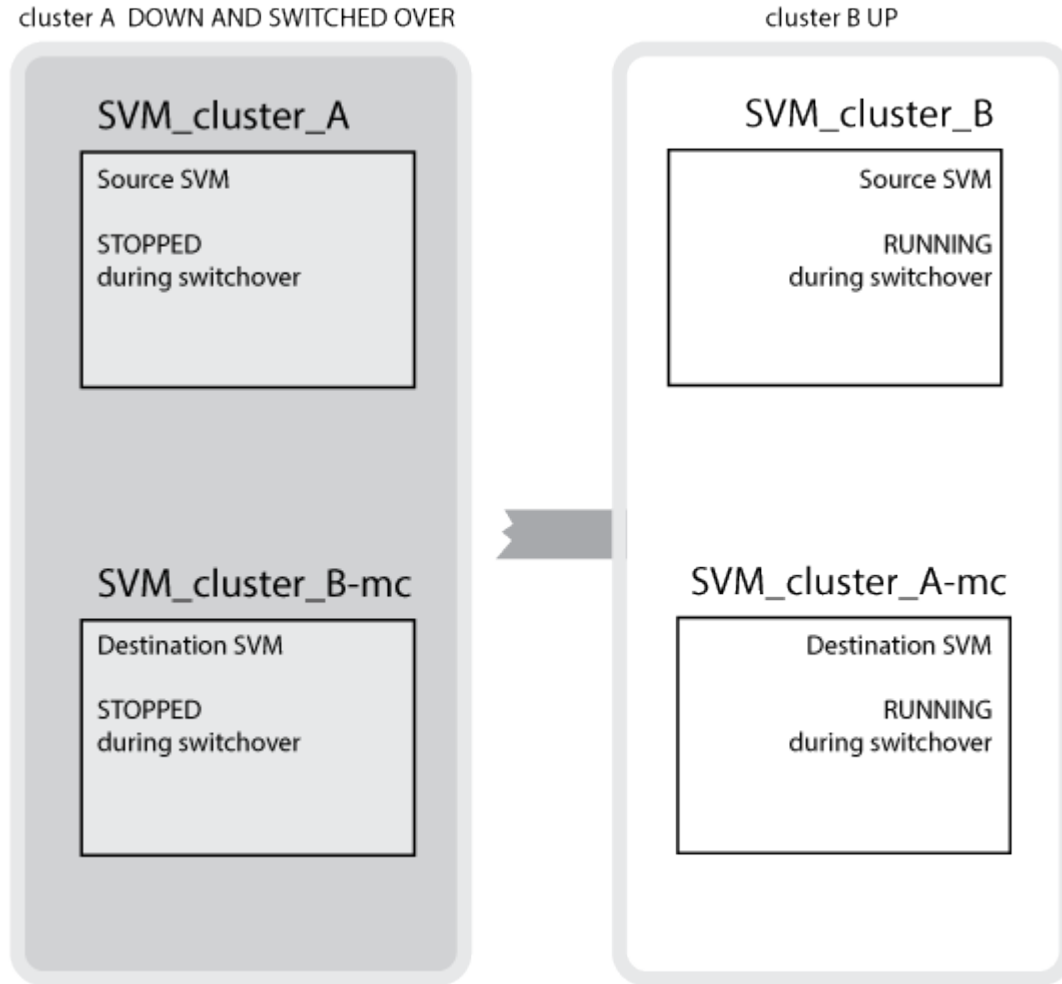 cluster A  DOWN AND SWITCHED OVER
SVM_cluster_A
Source SVM
STOPPED
during switchover
SVM_cluster_B-mc
Destination SVM
STOPPED
during switchover
cluster B UP
SVM_cluster_B
Source SVM
RUNNING
during switchover
SVM_cluster_A-mc
Destination SVM
RUNNING
during switchover